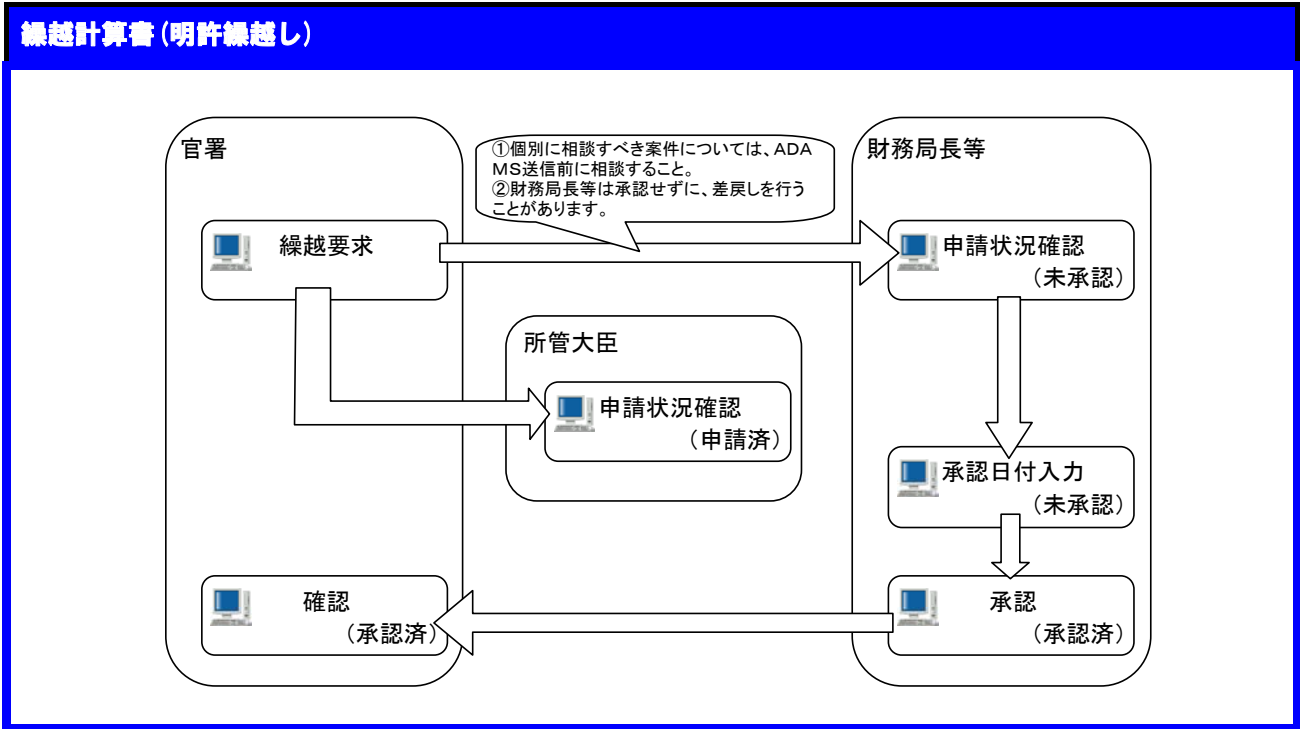 繰越計算書(明許繰越し)
官署
①個別に相談すべき案件については、ADA
MS送信前に相談すること。
②財務局長等は承認せずに、差戻しを行う
ことがあります。
財務局長等
繰越要求
申請状況確認
(未承認)
所管大臣
申請状況確認
(申請済)
承認日付入力
(未承認)
確認
(承認済)
承認
(承認済)